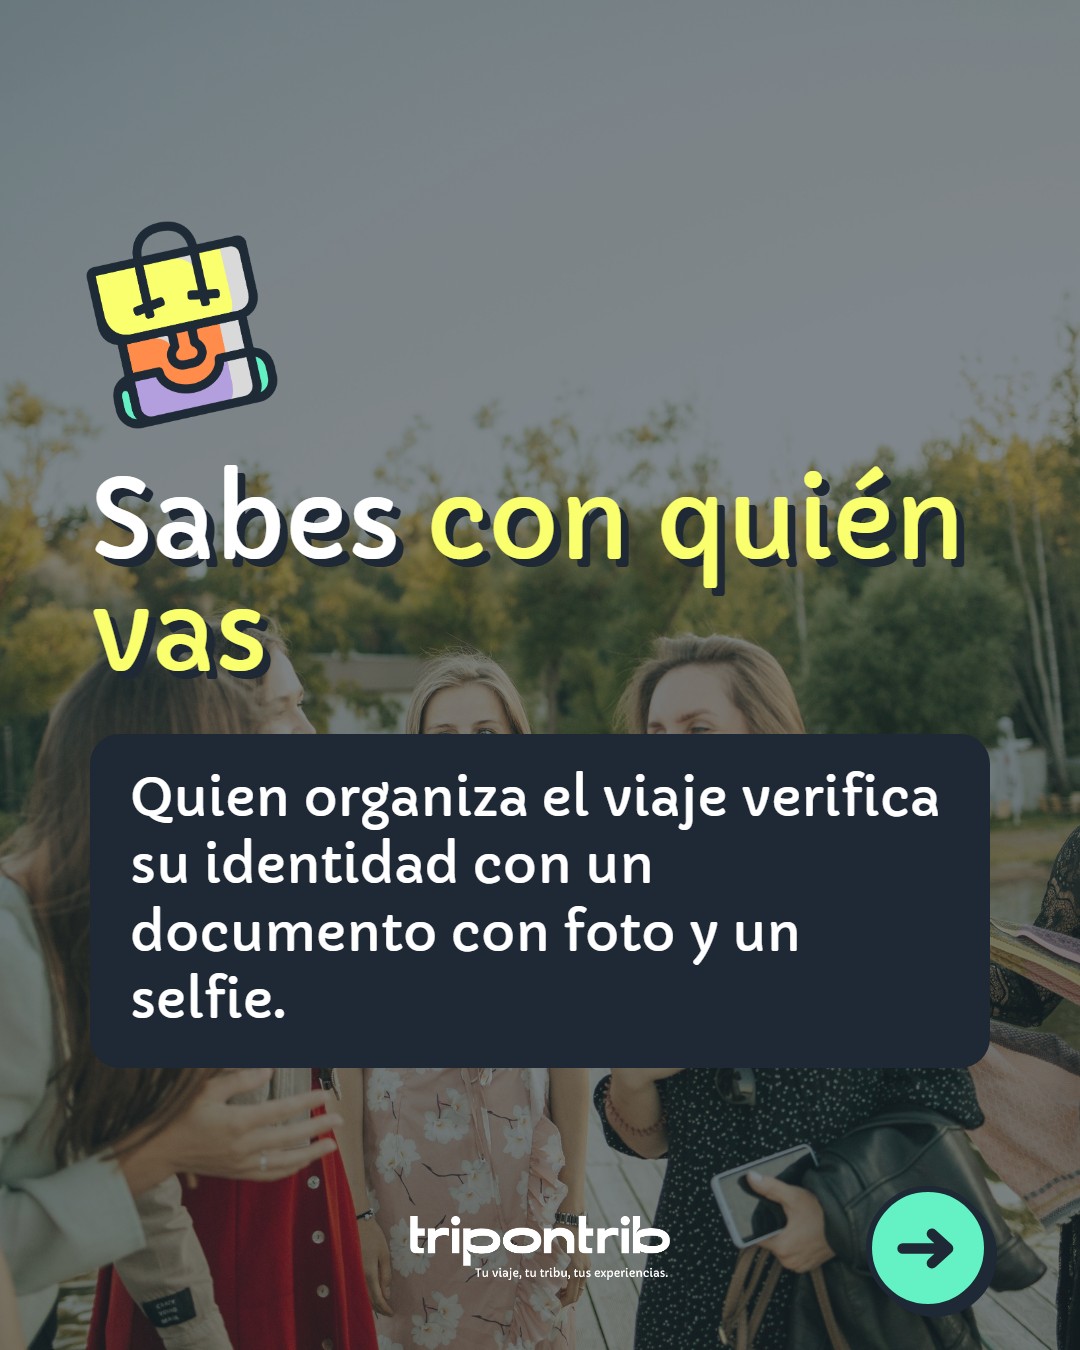 Sabes con quién
vas
Quien organiza el viaje verifica
su identidad con un
documento con foto y un
selfie.
tripontrib
Tu viaje, tu tribu, tus experiencias.